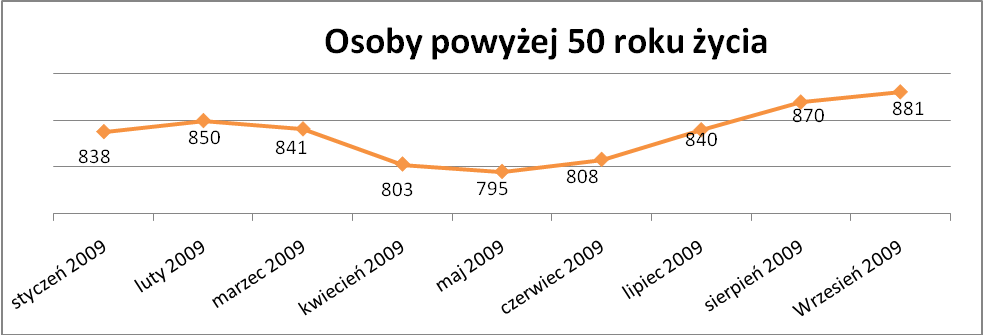 Osoby powyżej 50 roku życia
838
850
841
803
795
808
840
870
881
styczeń 2009
luty 2009
marzec 2009
kwiecień 2009
maj 2009
czerwiec 2009
lipiec 2009
sierpień 2009
Wrzesień 2009